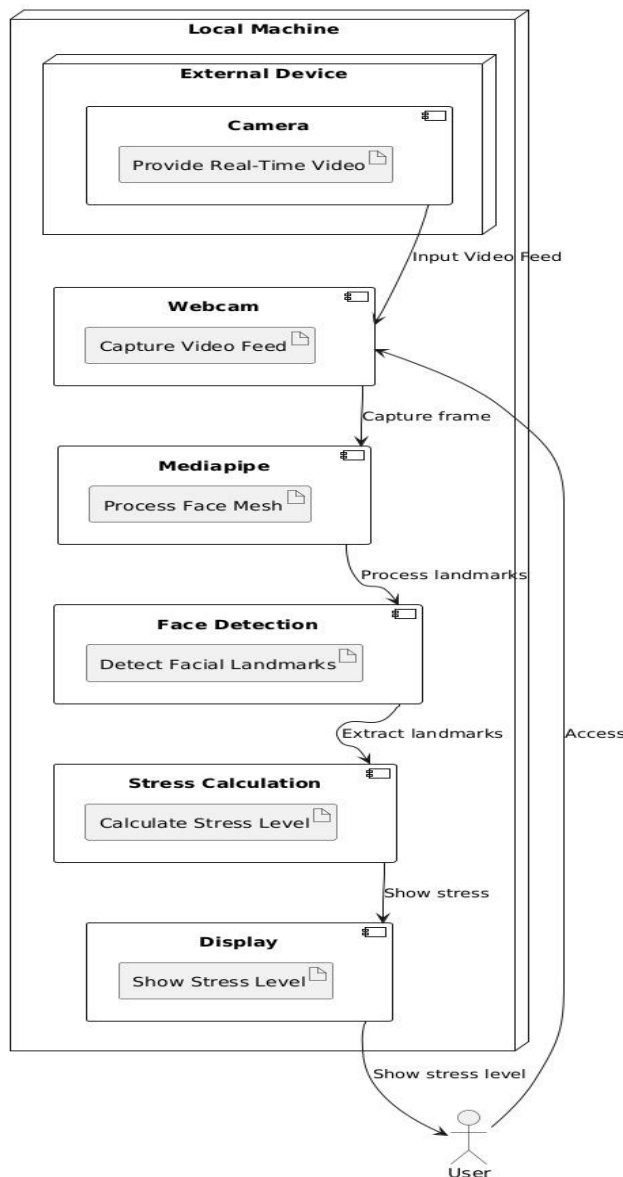 Local Machine
External Device
Camera
Provide Real-Time Video
Input Video Feed
Webcam
Capture Video Feed
Capture frame
Mediapipe
Process Face Mesh
Process landmarks
Face Detection
Detect Facial Landmarks
Extract landmarks
Access
Stress Calculation
Calculate Stress Level
Show stress
Display
Show Stress Level
Show stress level
User